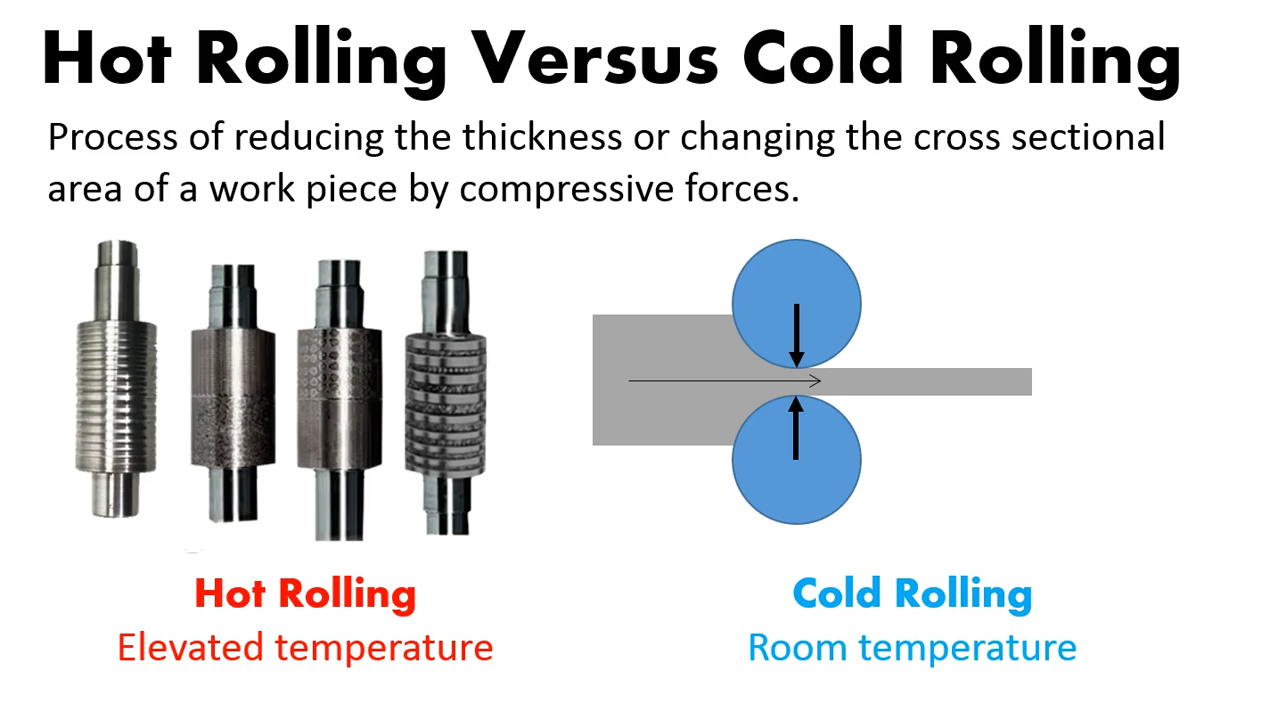 Hot Rolling Versus Cold Rolling
Process of reducing the thickness or changing the cross sectional
area of a work piece by compressive forces.
Hot Rolling
Elevated temperature
Cold Rolling
Room temperature